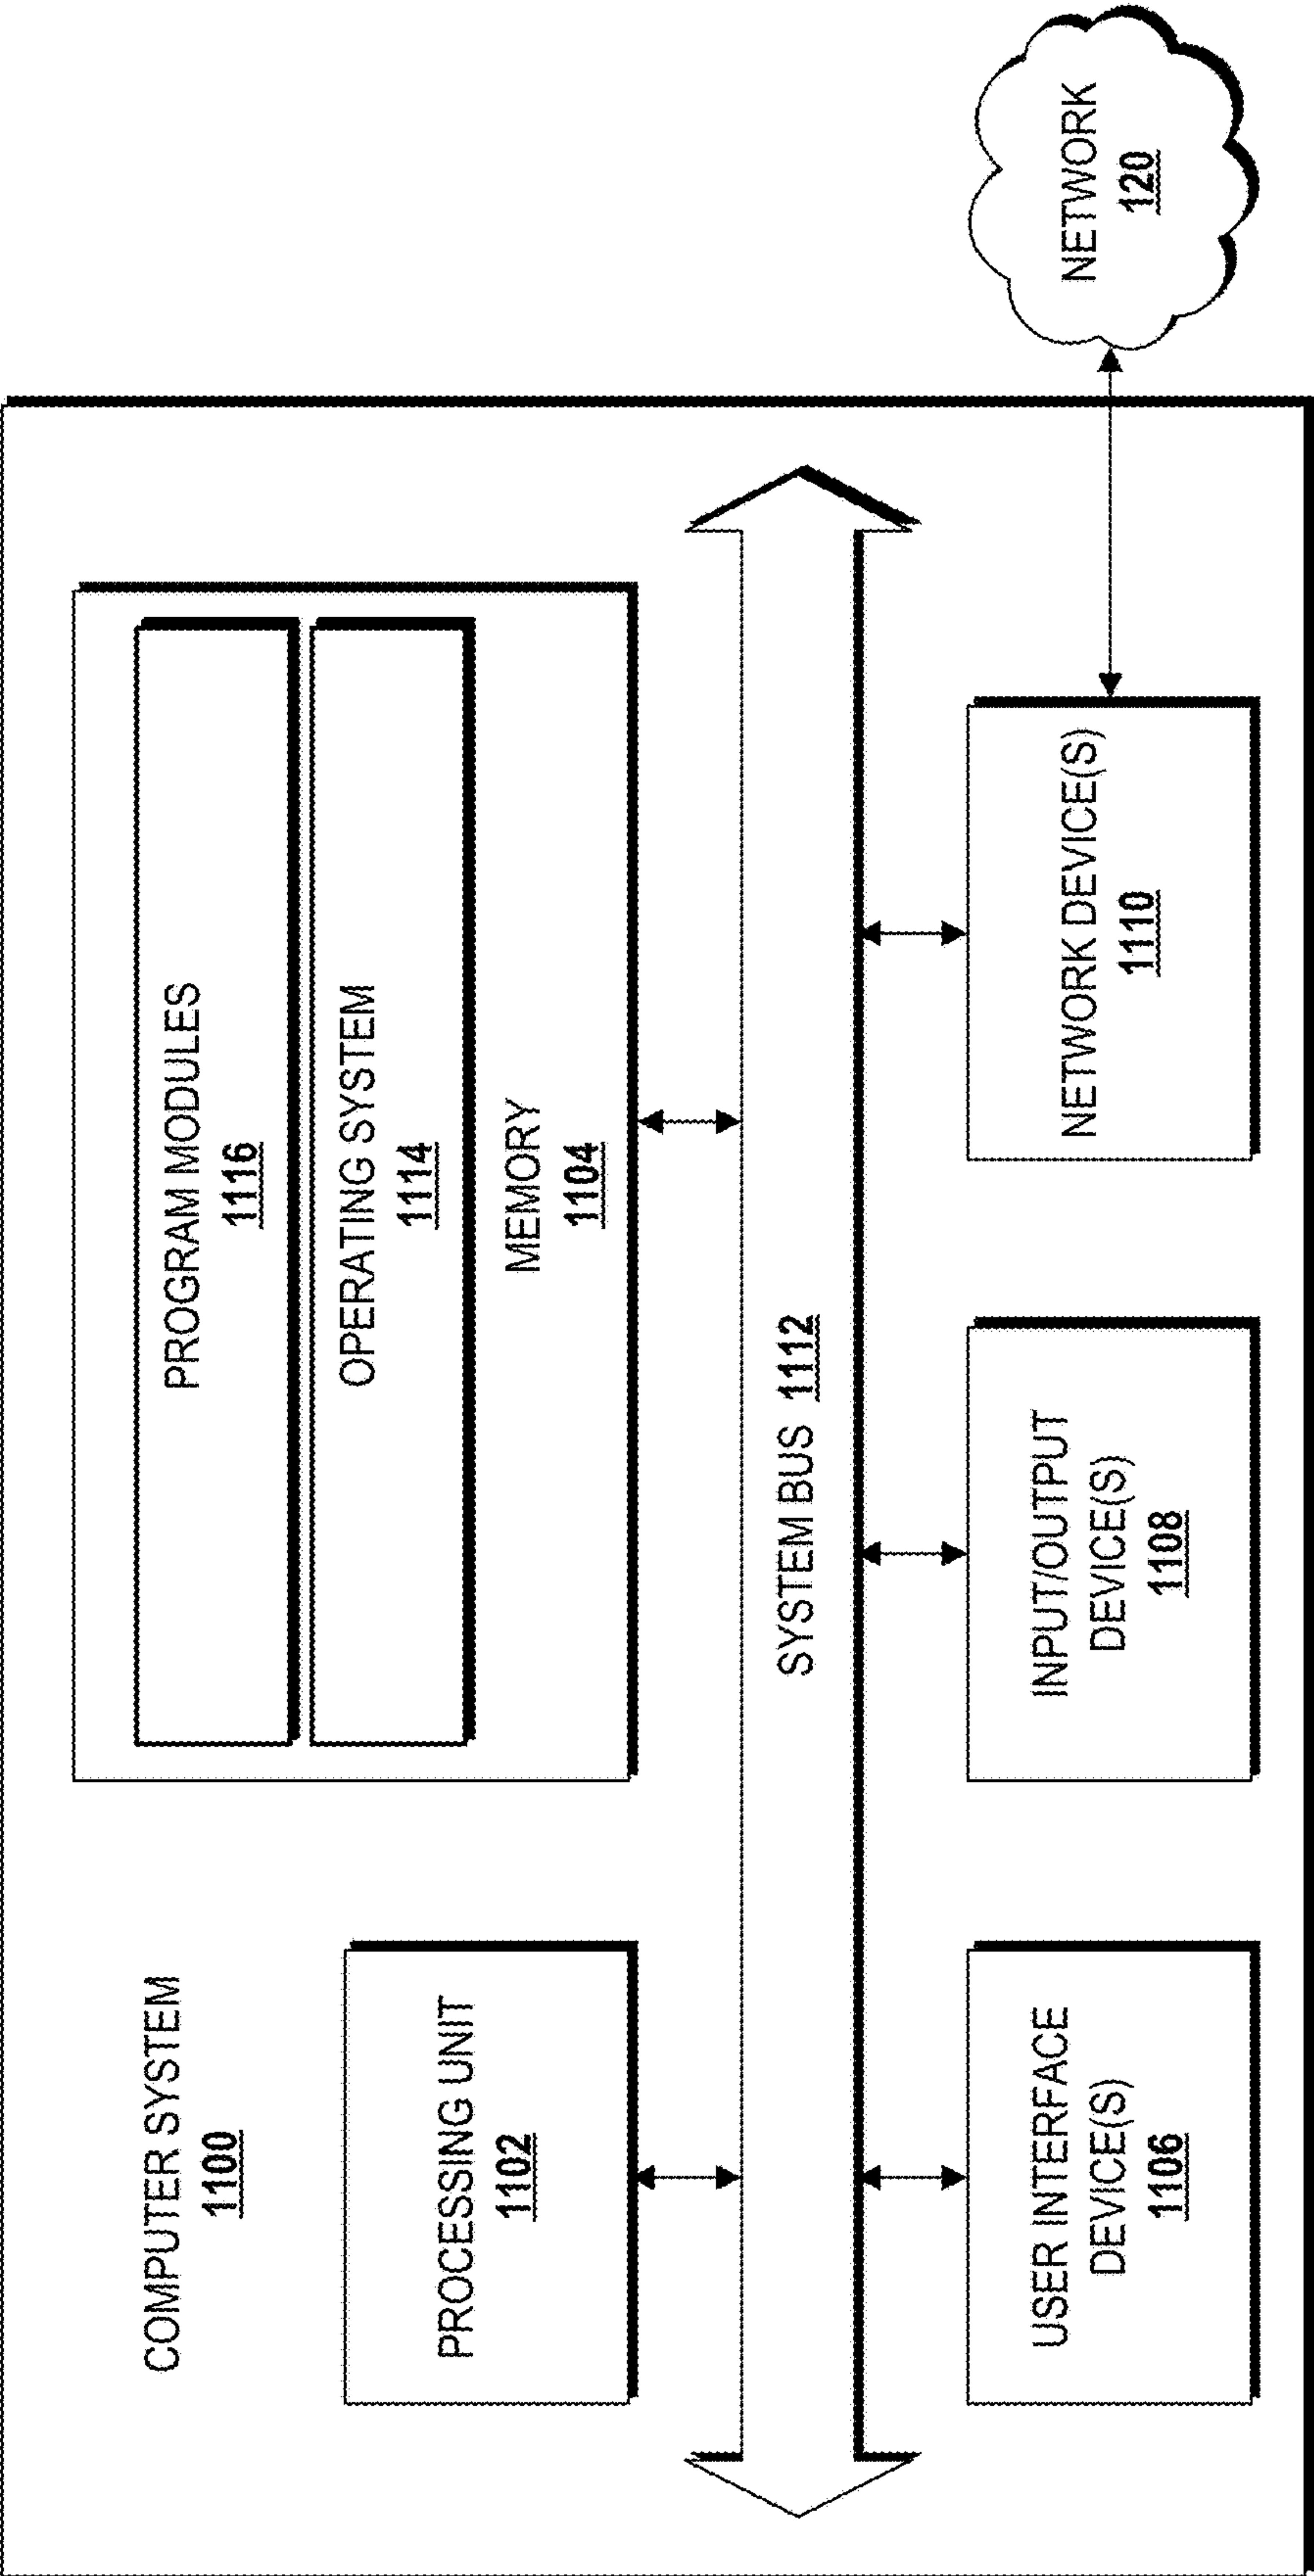 COMPUTER SYSTEM
1100
PROCESSING UNIT
1102
PROGRAM MODULES
1116
OPERATING SYSTEM
1114
MEMORY
1104
SYSTEM BUS 1112
USER INTERFACE
DEVICE(S)
1106
INPUT/OUTPUT
DEVICE(S)
1108
NETWORK DEVICE(S)
1110
NETWORK
120